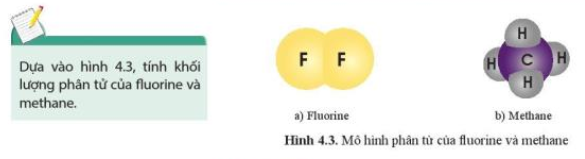 Dựa vào hình 4.3, tính khối
lượng phân tử của fluorine và
methane.
F F
H
H C H
H
a) Fluorine
b) Methane
Hình 4.3. Mô hình phân tử của fluorine và methane